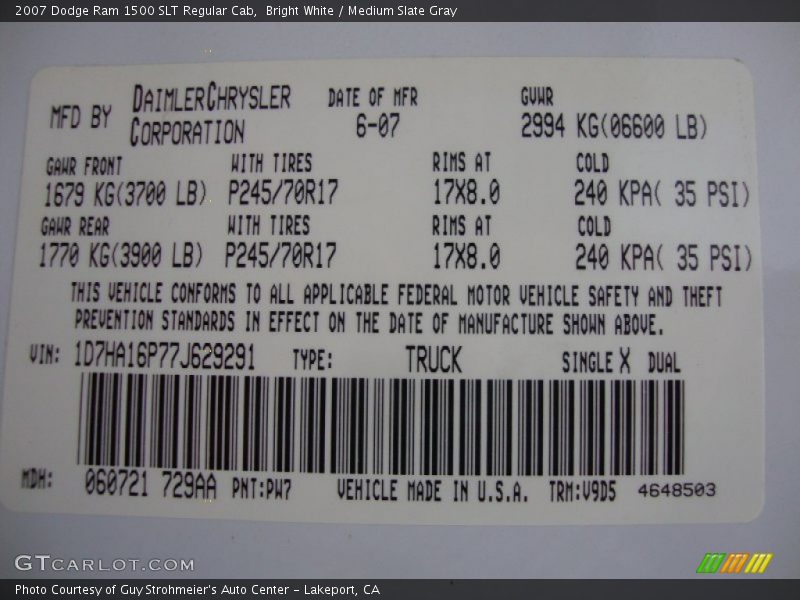 2007 Dodge Ram 1500 SLT Regular Cab,  Bright White / Medium Slate Gray
MFD BY DAIMLERCHRYSLER CORPORATION
DATE OF MFR 6-07
GVWR 2994 KG(06600 LB)
GAWR FRONT WITH TIRES RIMS AT COLD
1679 KG(3700 LB) P245/70R17 17X8.0 240 KPA( 35 PSI)
GAWR REAR WITH TIRES RIMS AT COLD
1770 KG(3900 LB) P245/70R17 17X8.0 240 KPA( 35 PSI)
THIS VEHICLE CONFORMS TO ALL APPLICABLE FEDERAL MOTOR VEHICLE SAFETY AND THEFT
PREVENTION STANDARDS IN EFFECT ON THE DATE OF MANUFACTURE SHOWN ABOVE.
VIN: 1D7HA16P77J629291 TYPE: TRUCK SINGLE X DUAL
MDH: 060721 729AA PNT:PW7 VEHICLE MADE IN U.S.A. TRM:V9D5 4648503
GTCARLOT.COM
Photo Courtesy of Guy Strohmeier's Auto Center – Lakeport, CA